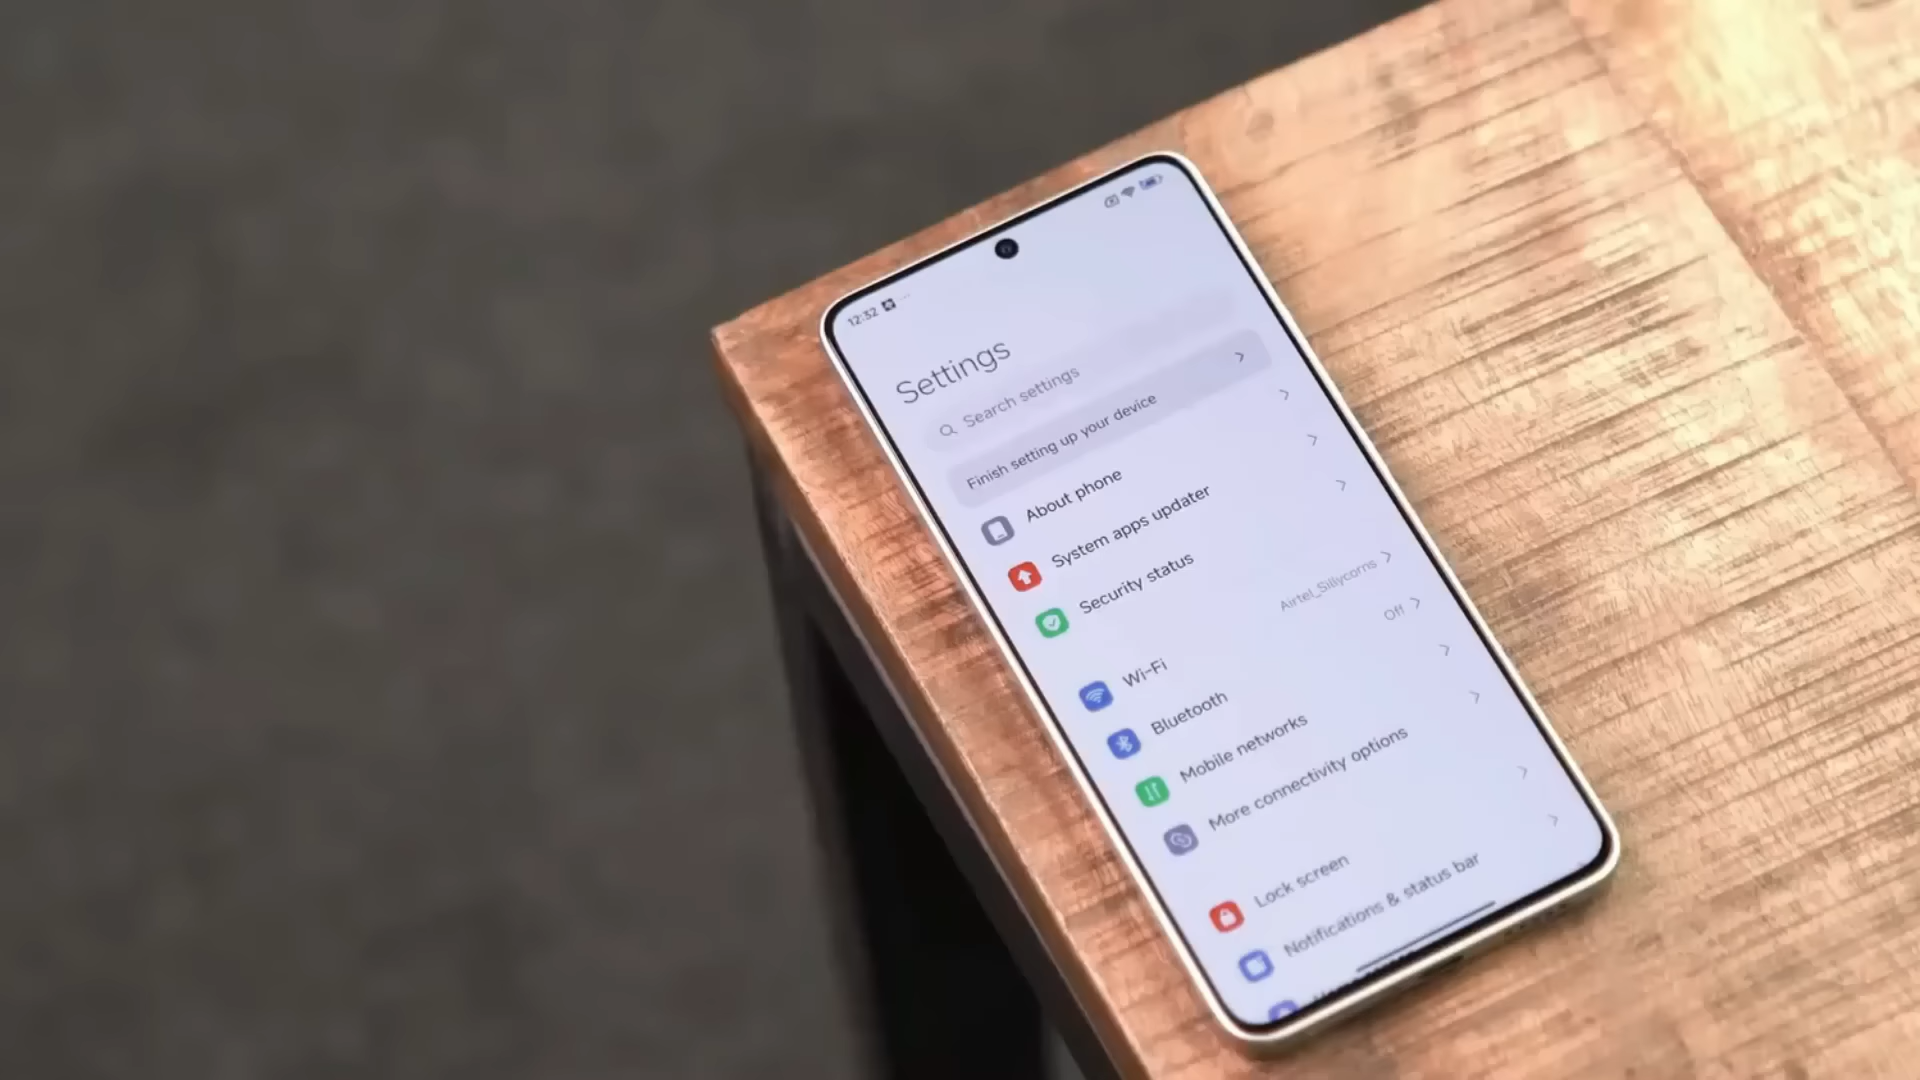 12:32
Settings
Search settings
Finish setting up your device
About phone
System apps updater
Security status
Wi-Fi
Airtel_Sillycorns
Bluetooth
Off
Mobile networks
More connectivity options
Lock screen
Notifications & status bar